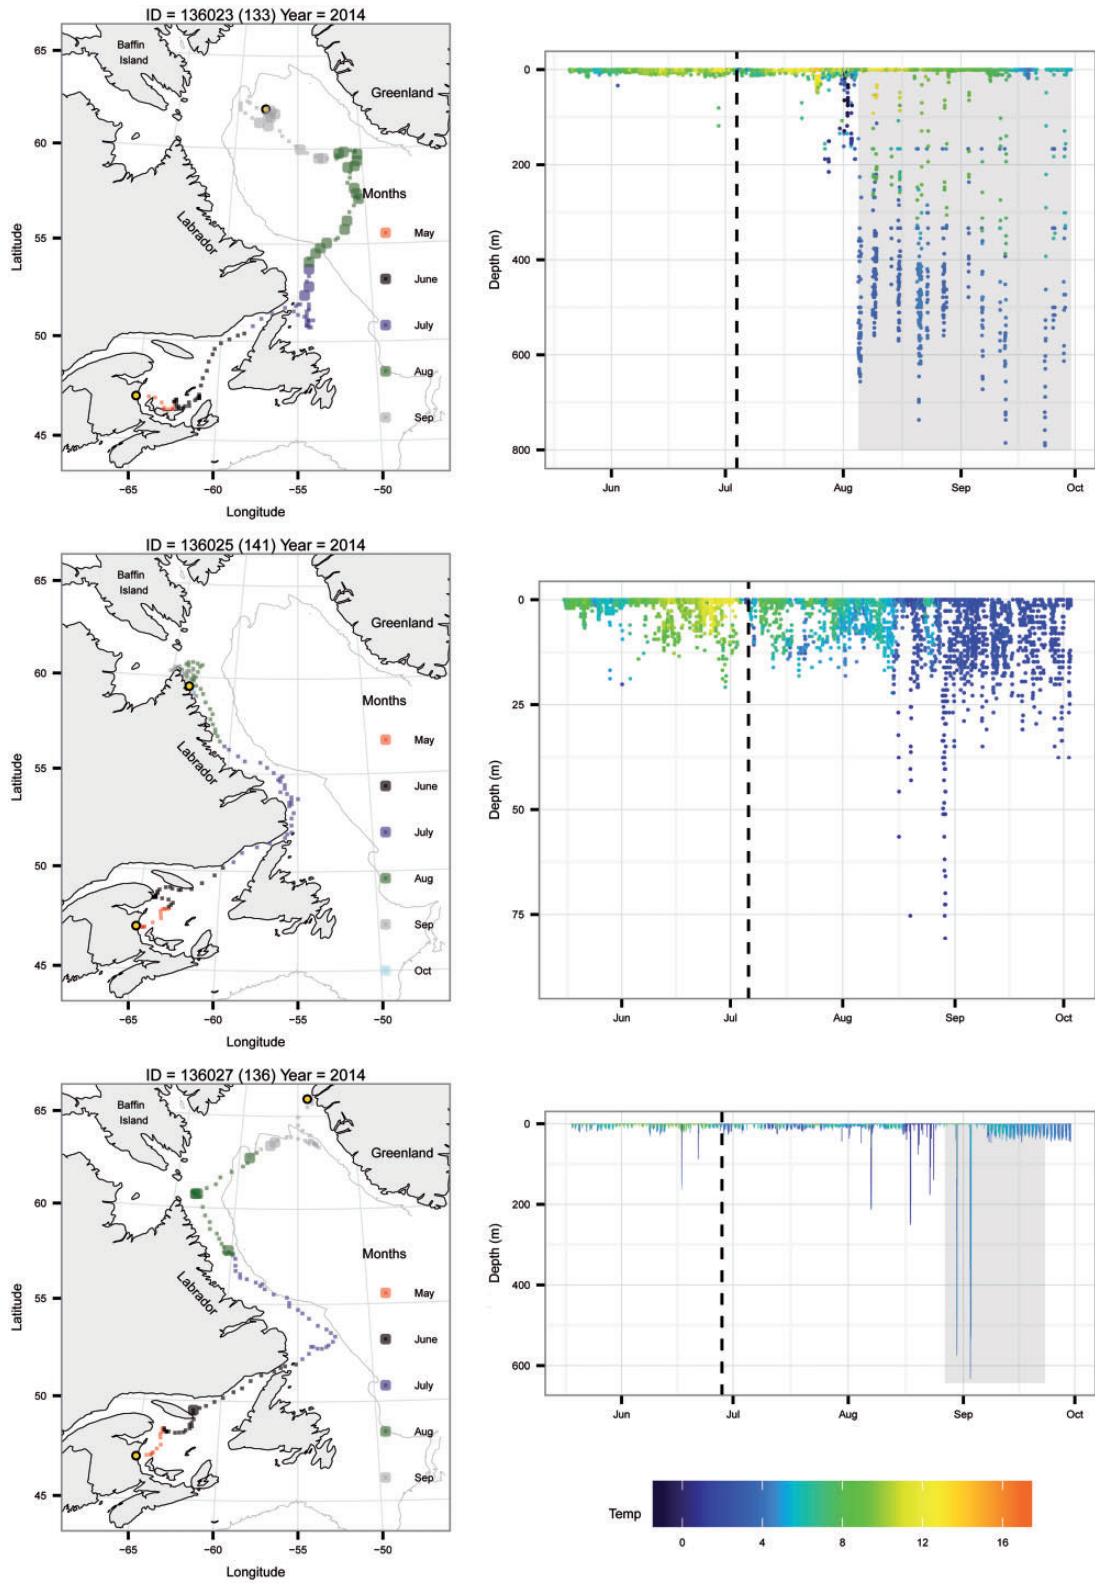 ID = 136023 (133) Year = 2014
65
60
55
50
45
Latitude
Baffin
Island
Greenland
Labrador
Months
May
June
July
Aug
Sep
−65
−60
−55
−50
Longitude
0
200
400
600
800
Depth (m)
Jun
Jul
Aug
Sep
Oct
ID = 136025 (141) Year = 2014
65
60
55
50
45
Latitude
Baffin
Island
Greenland
Labrador
Months
May
June
July
Aug
Sep
Oct
−65
−60
−55
−50
Longitude
0
25
50
75
Depth (m)
Jun
Jul
Aug
Sep
Oct
ID = 136027 (136) Year = 2014
65
60
55
50
45
Latitude
Baffin
Island
Greenland
Labrador
Months
May
June
July
Aug
Sep
−65
−60
−55
−50
Longitude
0
200
400
600
Depth (m)
Jun
Jul
Aug
Sep
Oct
Temp
0
4
8
12
16